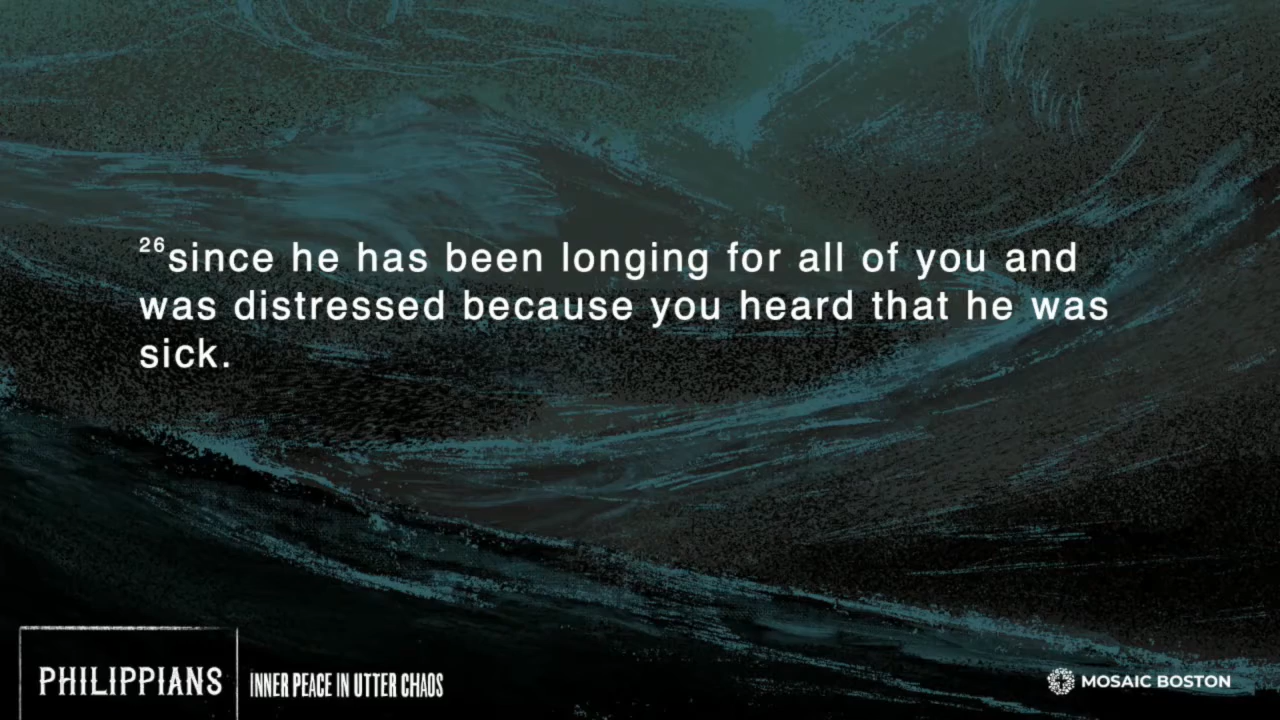 26since he has been longing for all of you and
was distressed because you heard that he was
sick.
PHILIPPIANS
INNER PEACE IN UTTER CHAOS
MOSAIC BOSTON